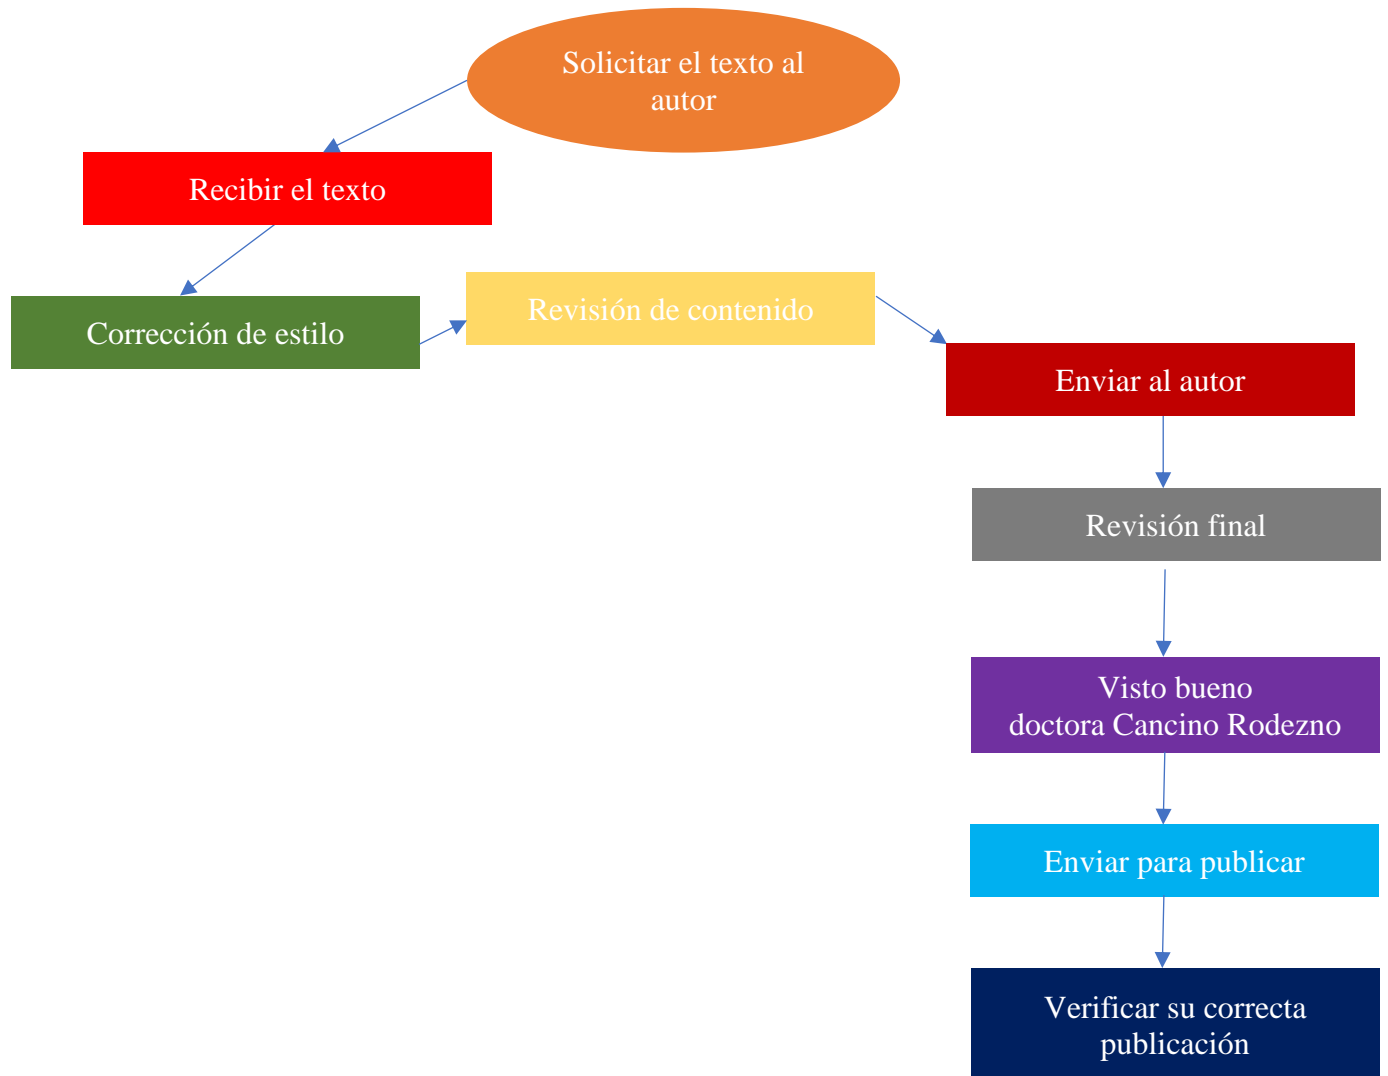 Solicitar el texto al
autor
Recibir el texto
Corrección de estilo
Revisión de contenido
Enviar al autor
Revisión final
Visto bueno
doctora Cancino Rodezno
Enviar para publicar
Verificar su correcta
publicación